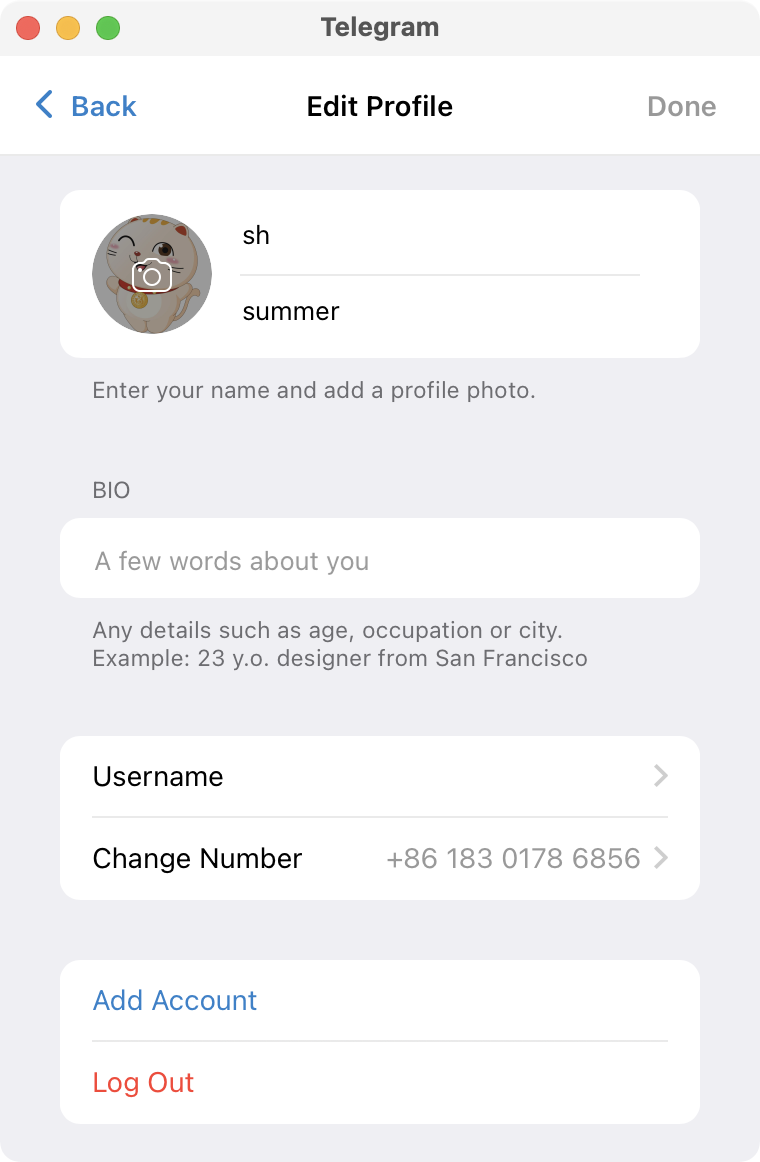 Telegram
Back
Edit Profile
Done
sh
summer
Enter your name and add a profile photo.
BIO
A few words about you
Any details such as age, occupation or city.
Example: 23 y.o. designer from San Francisco
Username
Change Number +86 183 0178 6856
Add Account
Log Out